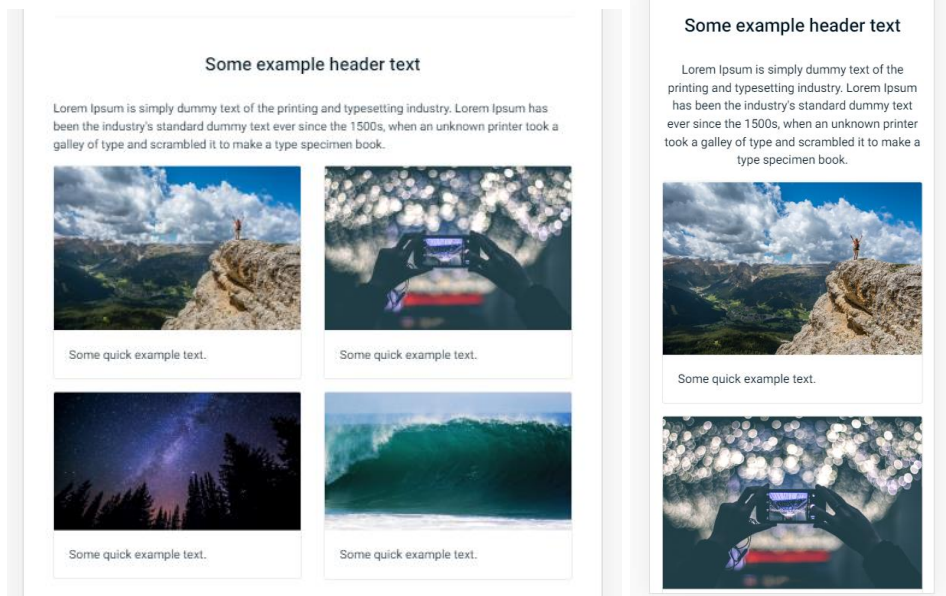 Some example header text
Lorem Ipsum is simply dummy text of the printing and typesetting industry. Lorem Ipsum has
been the industry's standard dummy text ever since the 1500s, when an unknown printer took a
galley of type and scrambled it to make a type specimen book.
Some quick example text.
Some quick example text.
Some quick example text.
Some quick example text.
Some example header text
Lorem Ipsum is simply dummy text of the
printing and typesetting industry. Lorem Ipsum
has been the industry's standard dummy text
ever since the 1500s, when an unknown printer
took a galley of type and scrambled it to make a
type specimen book.
Some quick example text.